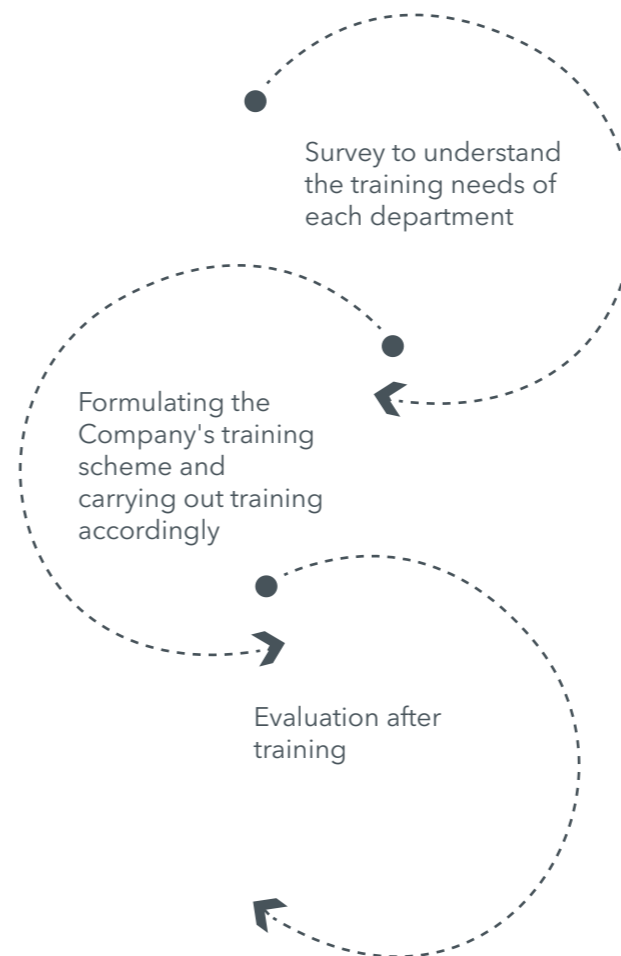 Survey to understand
the training needs of
each department
Formulating the
Company's training
scheme and
carrying out training
accordingly
Evaluation after
training